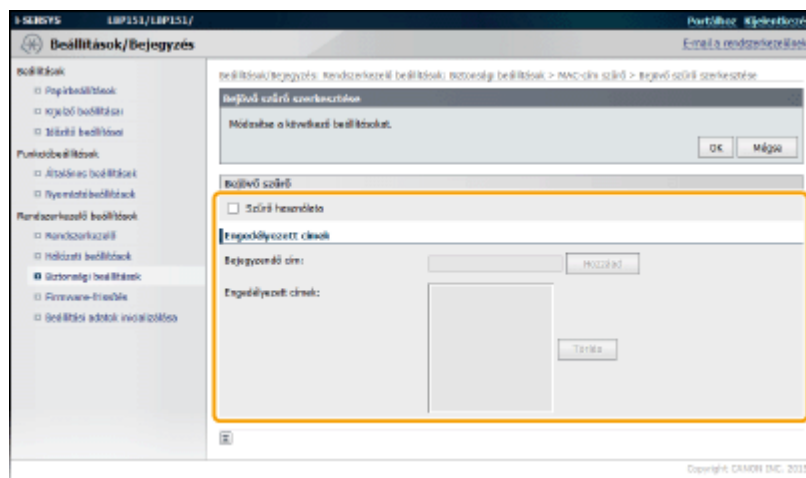 i-SENSYS LBP151/LBP151/ Portálhoz Kijelentkezé
Beállítások/Bejegyzés E-mail a rendszerkezelőnek
Beállítások
Papírbeállítások
Kijelző beállításai
Időzítő beállításai
Funkcióbeállítások
Általános beállítások
Nyomtatóbeállítások
Rendszerkezelő beállítások
Rendszerkezelő
Hálózati beállítások
Biztonsági beállítások
Firmware-frissítés
Beállítási adatok inicializálása
Beállítások/Bejegyzés: Rendszerkezelő beállítások: Biztonsági beállítások > MAC-cím szűrő > Bejövő szűrő szerkesztése
Bejövő szűrő szerkesztése
Módosítsa a következő beállításokat.
OK Mégse
Bejövő szűrő
Szűrő használata
Engedélyezett címek
Bejegyzendő cím: Hozzáad
Engedélyezett címek:
Törlés
Copyright CANON INC. 2015